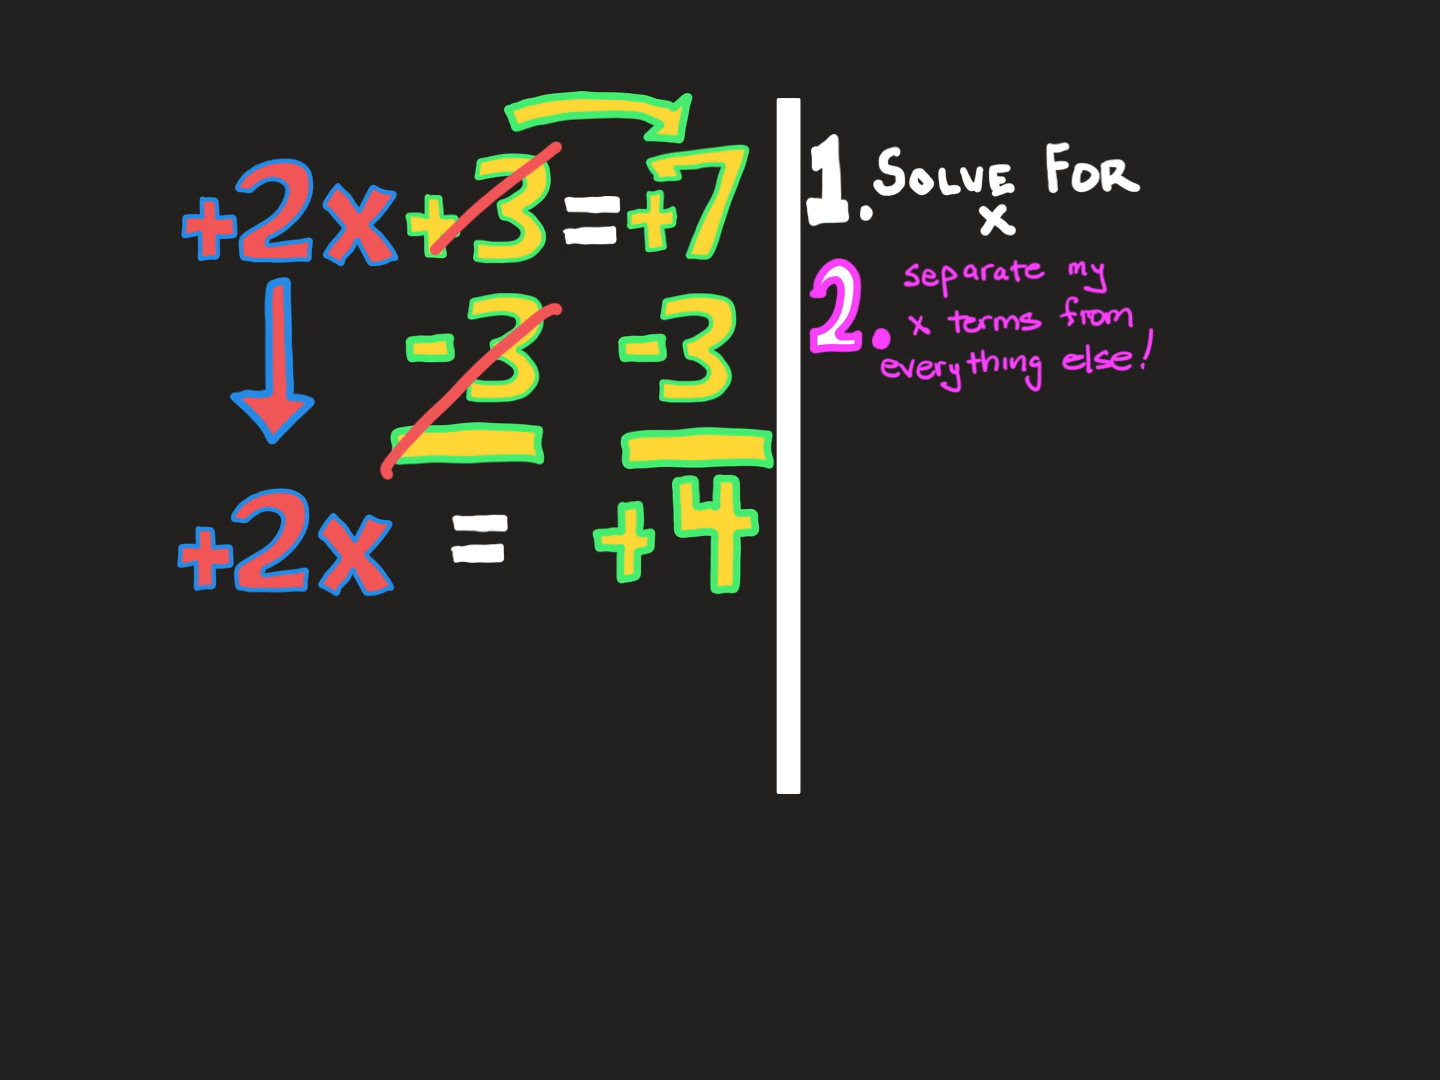 +2x+3=+7
-3 -3
+2x = +4
1. SOLVE FOR
x
2. separate my
x terms from
everything else!